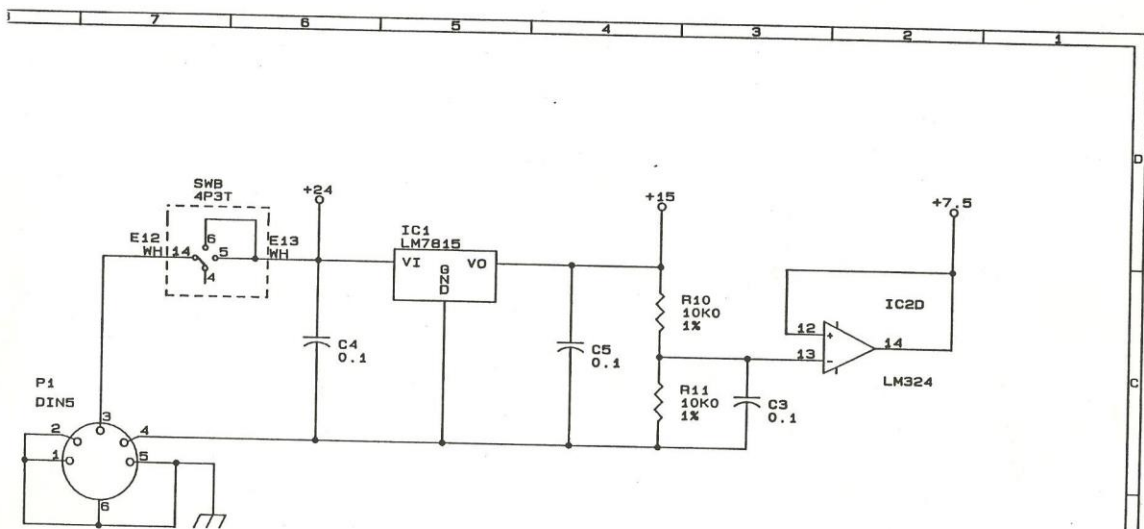 7 6 5 4 3 2 1
D
SWB
4P3T
+24
+15
+7.5
E12
WH
14
6
5
4
E13
WH
IC1
LM7815
VI
GND
VO
R10
10K0
1%
IC2D
12
+
13
-
14
LM324
C4
0.1
C5
0.1
R11
10K0
1%
C3
0.1
C
P1
DIN5
3
2
4
1
5
6